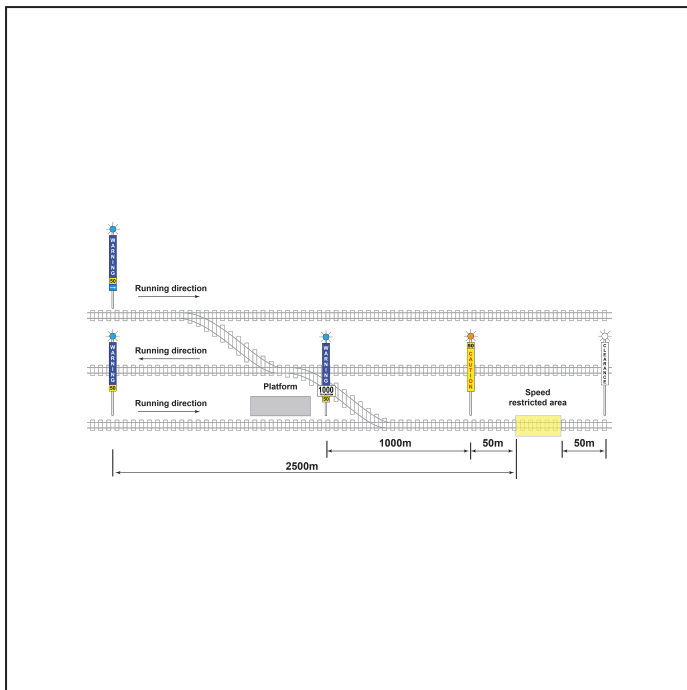 WARNING
50
Running direction
WARNING
50
Running direction
WARNING
1000
50
50
CAUTION
CLEARANCE
Platform
Speed
restricted area
Running direction
1000m
50m
50m
2500m